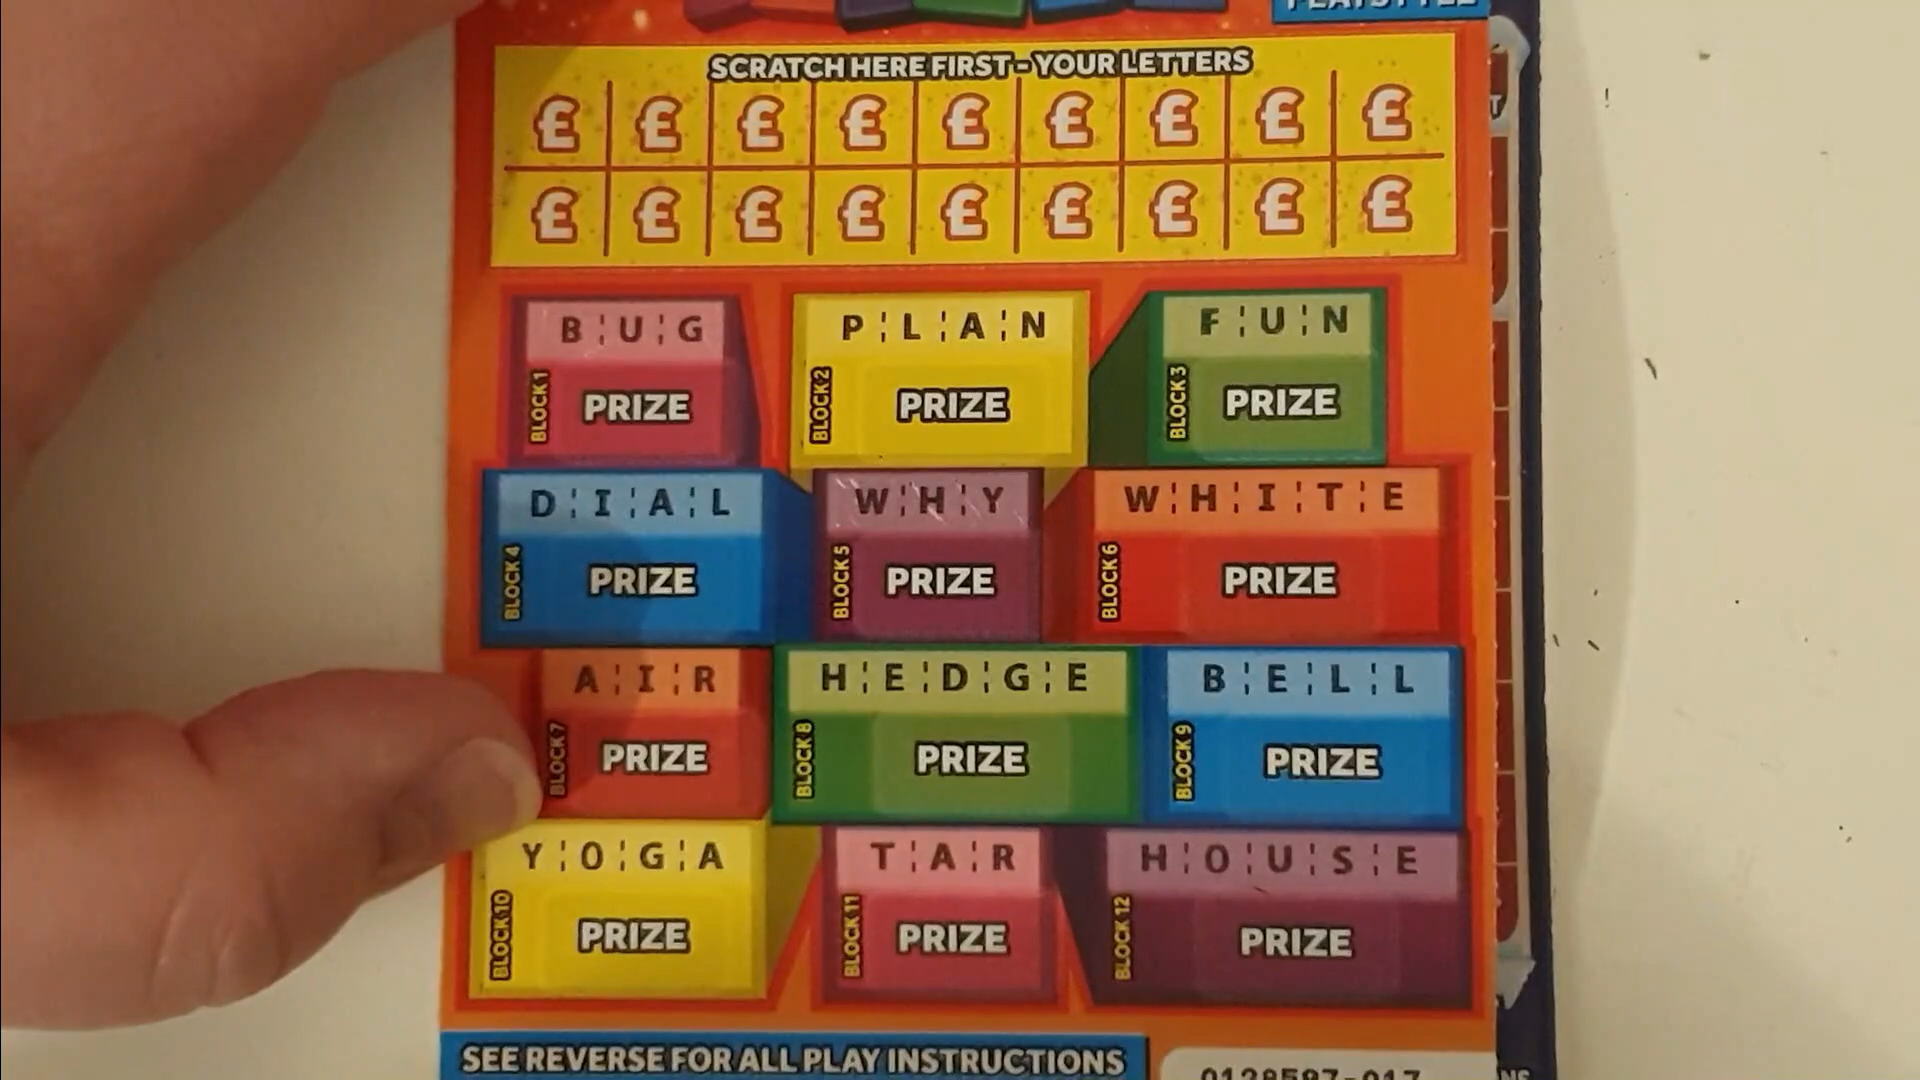 SCRATCH HERE FIRST - YOUR LETTERS
£ £ £ £ £ £ £ £ £
£ £ £ £ £ £ £ £ £
B U G
BLOCK 1
PRIZE
P L A N
BLOCK 2
PRIZE
F U N
BLOCK 3
PRIZE
D I A L
BLOCK 4
PRIZE
W H Y
BLOCK 5
PRIZE
W H I T E
BLOCK 6
PRIZE
A I R
BLOCK 7
PRIZE
H E D G E
BLOCK 8
PRIZE
B E L L
BLOCK 9
PRIZE
Y O G A
BLOCK 10
PRIZE
T A R
BLOCK 11
PRIZE
H O U S E
BLOCK 12
PRIZE
SEE REVERSE FOR ALL PLAY INSTRUCTIONS
0128597-017